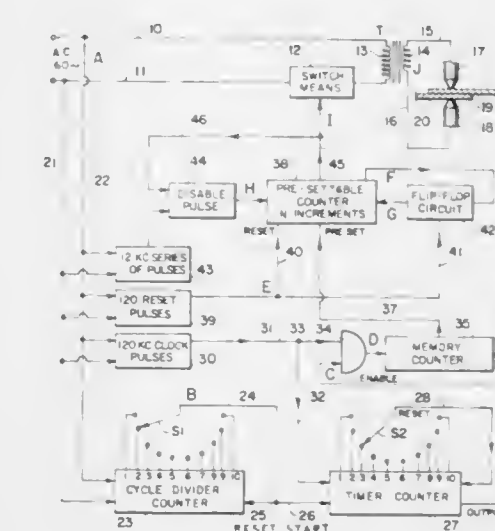 10
T
15
A.C.
60~
A
12
13
14
17
11
SWITCH
MEANS
J
I
16
20
19
18
46
21
22
44
38
45
F
DISABLE
PULSE
H
PRE-SETTABLE
COUNTER
N INCREMENTS
FLIP-FLOP
CIRCUIT
G
42
RESET
PRESET
12 KC SERIES
OF PULSES
43
40
41
E
37
120 RESET
PULSES
39
120 KC CLOCK
PULSES
30
31
33
34
35
D
MEMORY
COUNTER
C
ENABLE
B
24
32
28
RESET
S1
S2
1 2 3 4 5 6 7 8 9 10
1 2 3 4 5 6 7 8 9 10
CYCLE DIVIDER
COUNTER
TIMER COUNTER
23
25
26
27
OUTPUT
RESET START